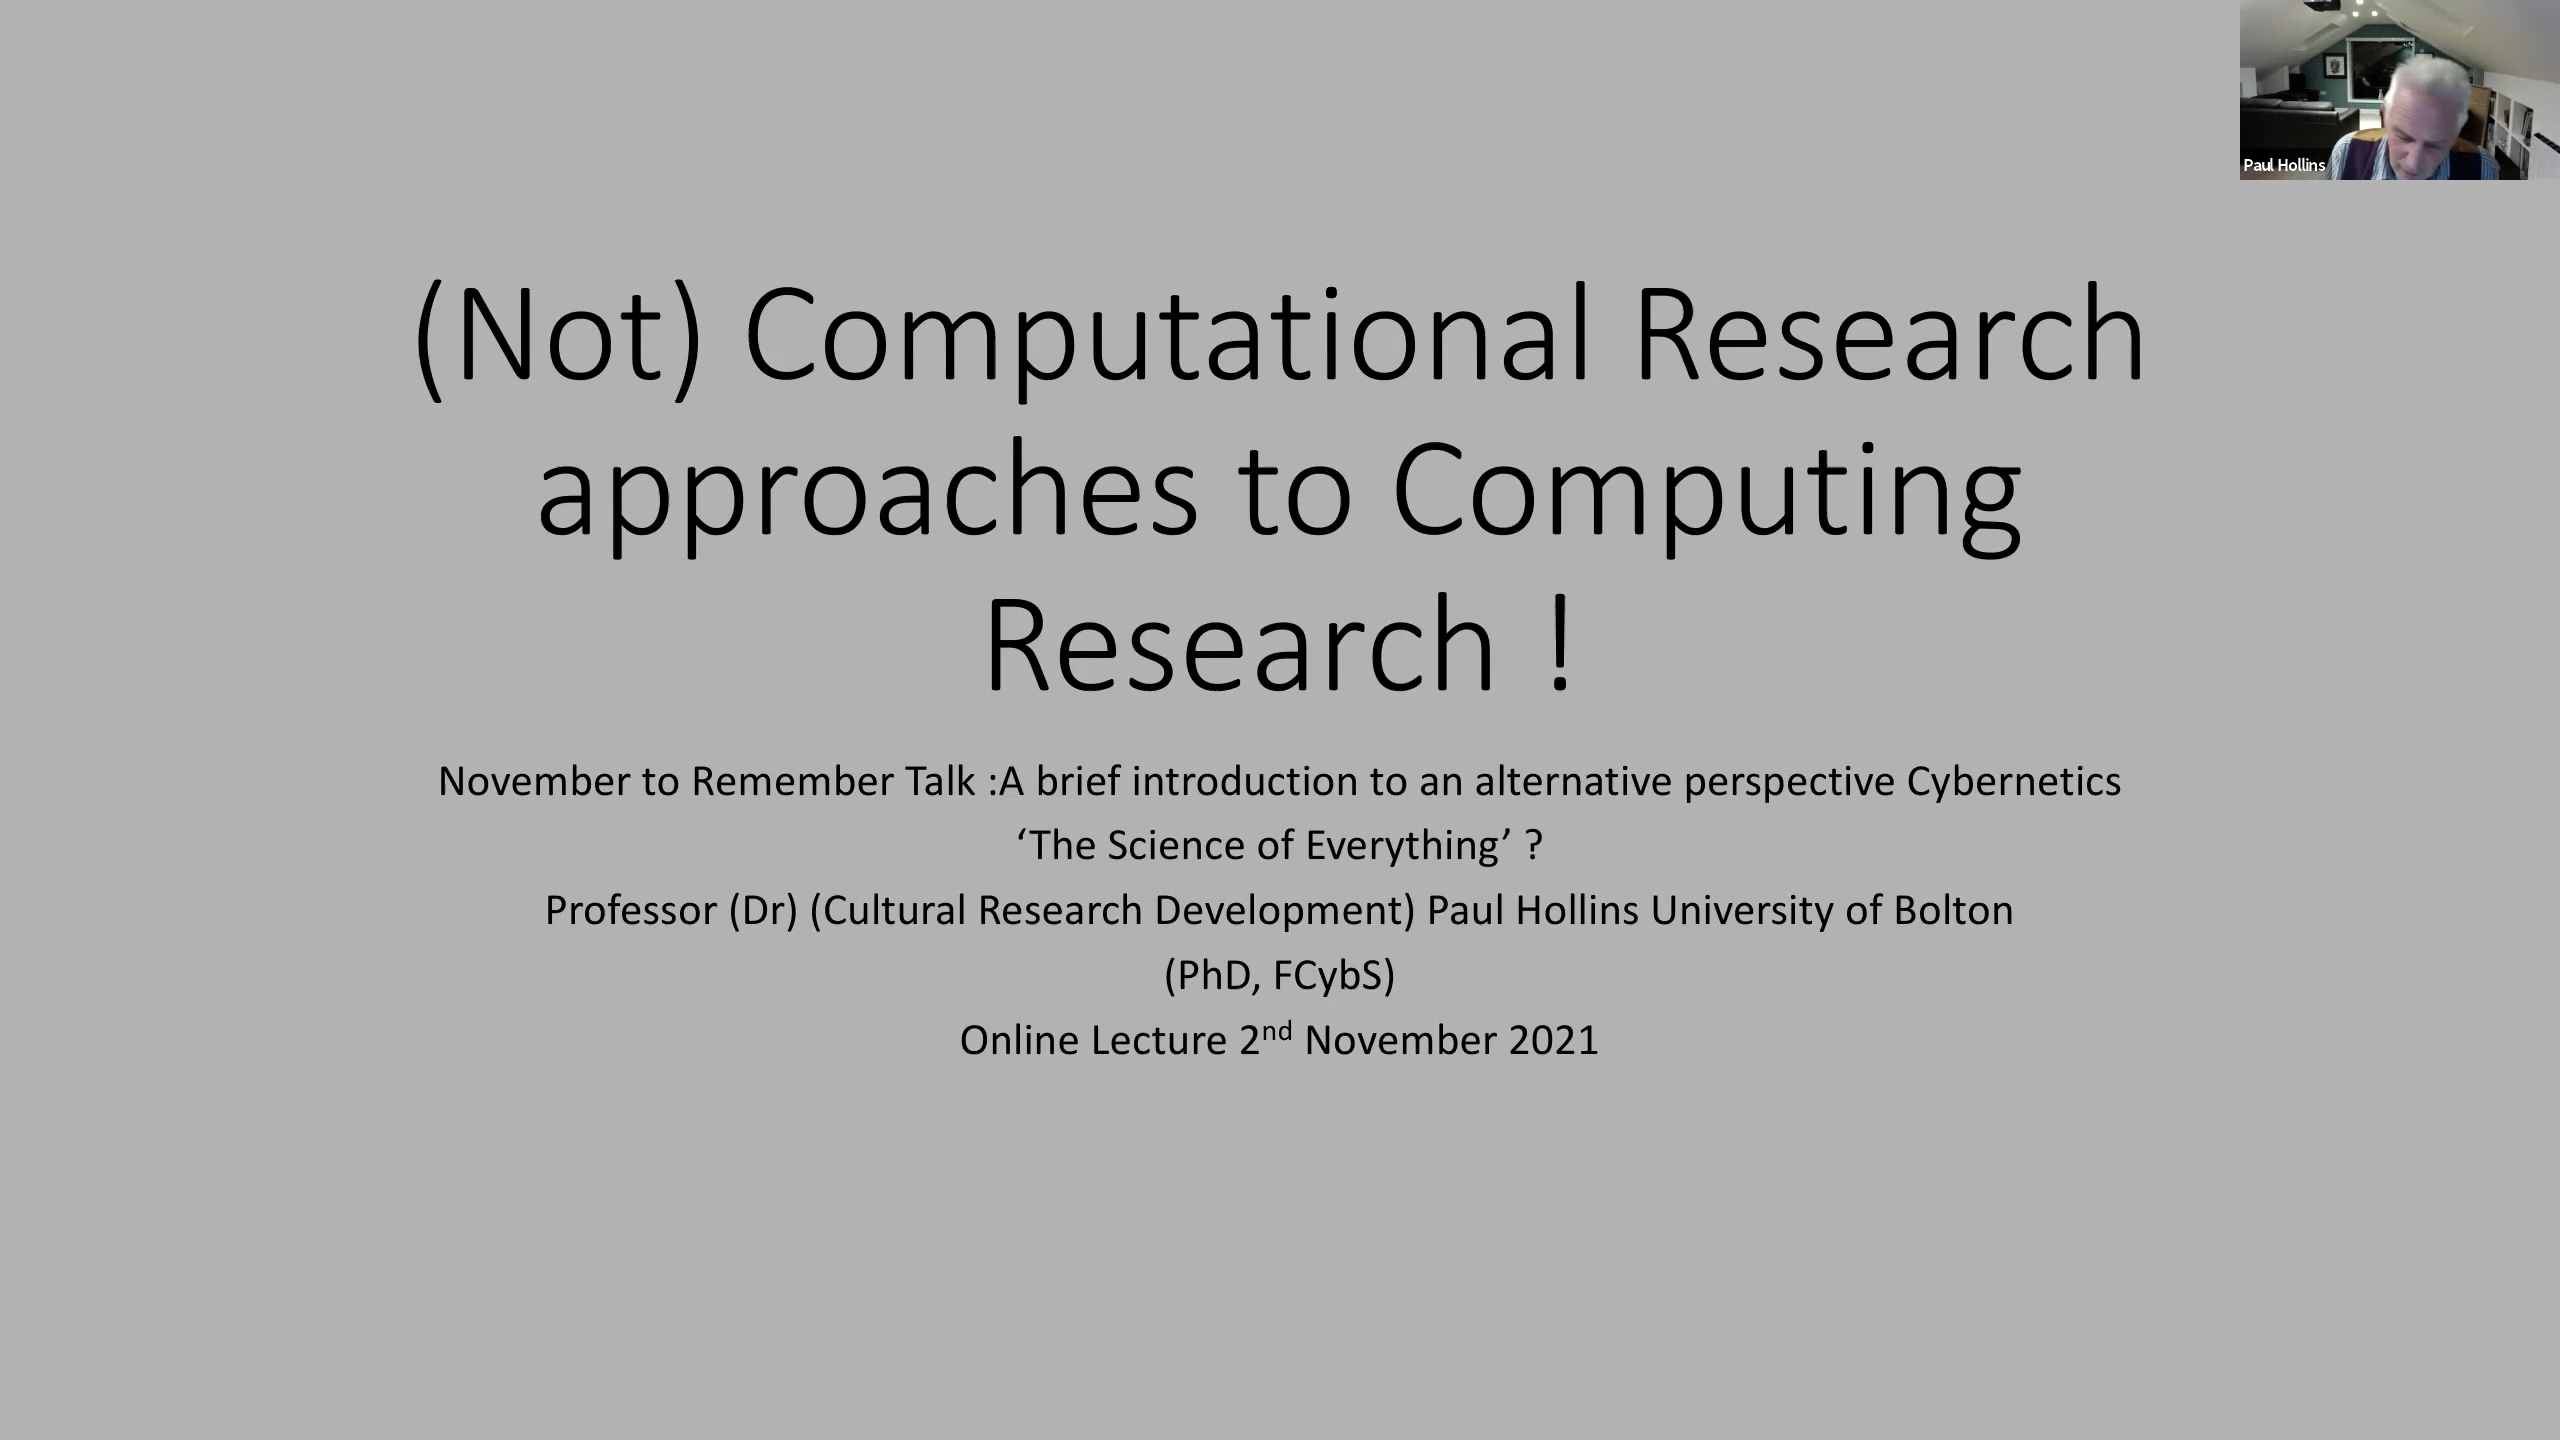 Paul Hollins
(Not) Computational Research
approaches to Computing
Research !
November to Remember Talk :A brief introduction to an alternative perspective Cybernetics
‘The Science of Everything’ ?
Professor (Dr) (Cultural Research Development) Paul Hollins University of Bolton
(PhD, FCybS)
Online Lecture 2nd November 2021